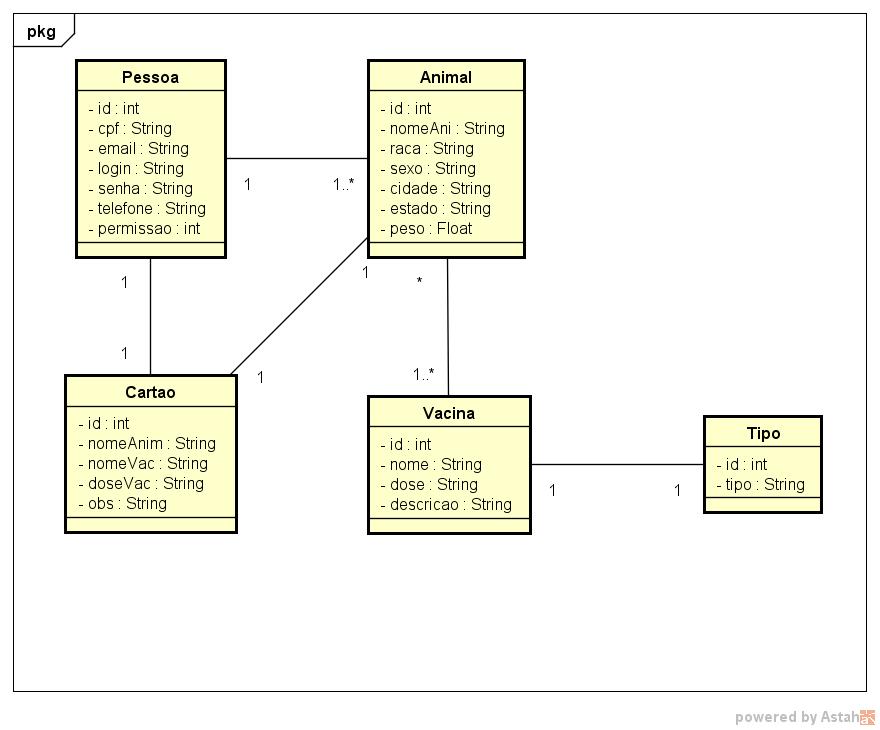 pkg
Pessoa
- id : int
- cpf : String
- email : String
- login : String
- senha : String
- telefone : String
- permissao : int
Animal
- id : int
- nomeAni : String
- raca : String
- sexo : String
- cidade : String
- estado : String
- peso : Float
1
1..*
1
1
1
1
*
1..*
Cartao
- id : int
- nomeAnim : String
- nomeVac : String
- doseVac : String
- obs : String
Vacina
- id : int
- nome : String
- dose : String
- descricao : String
1
1
Tipo
- id : int
- tipo : String
powered by Astah